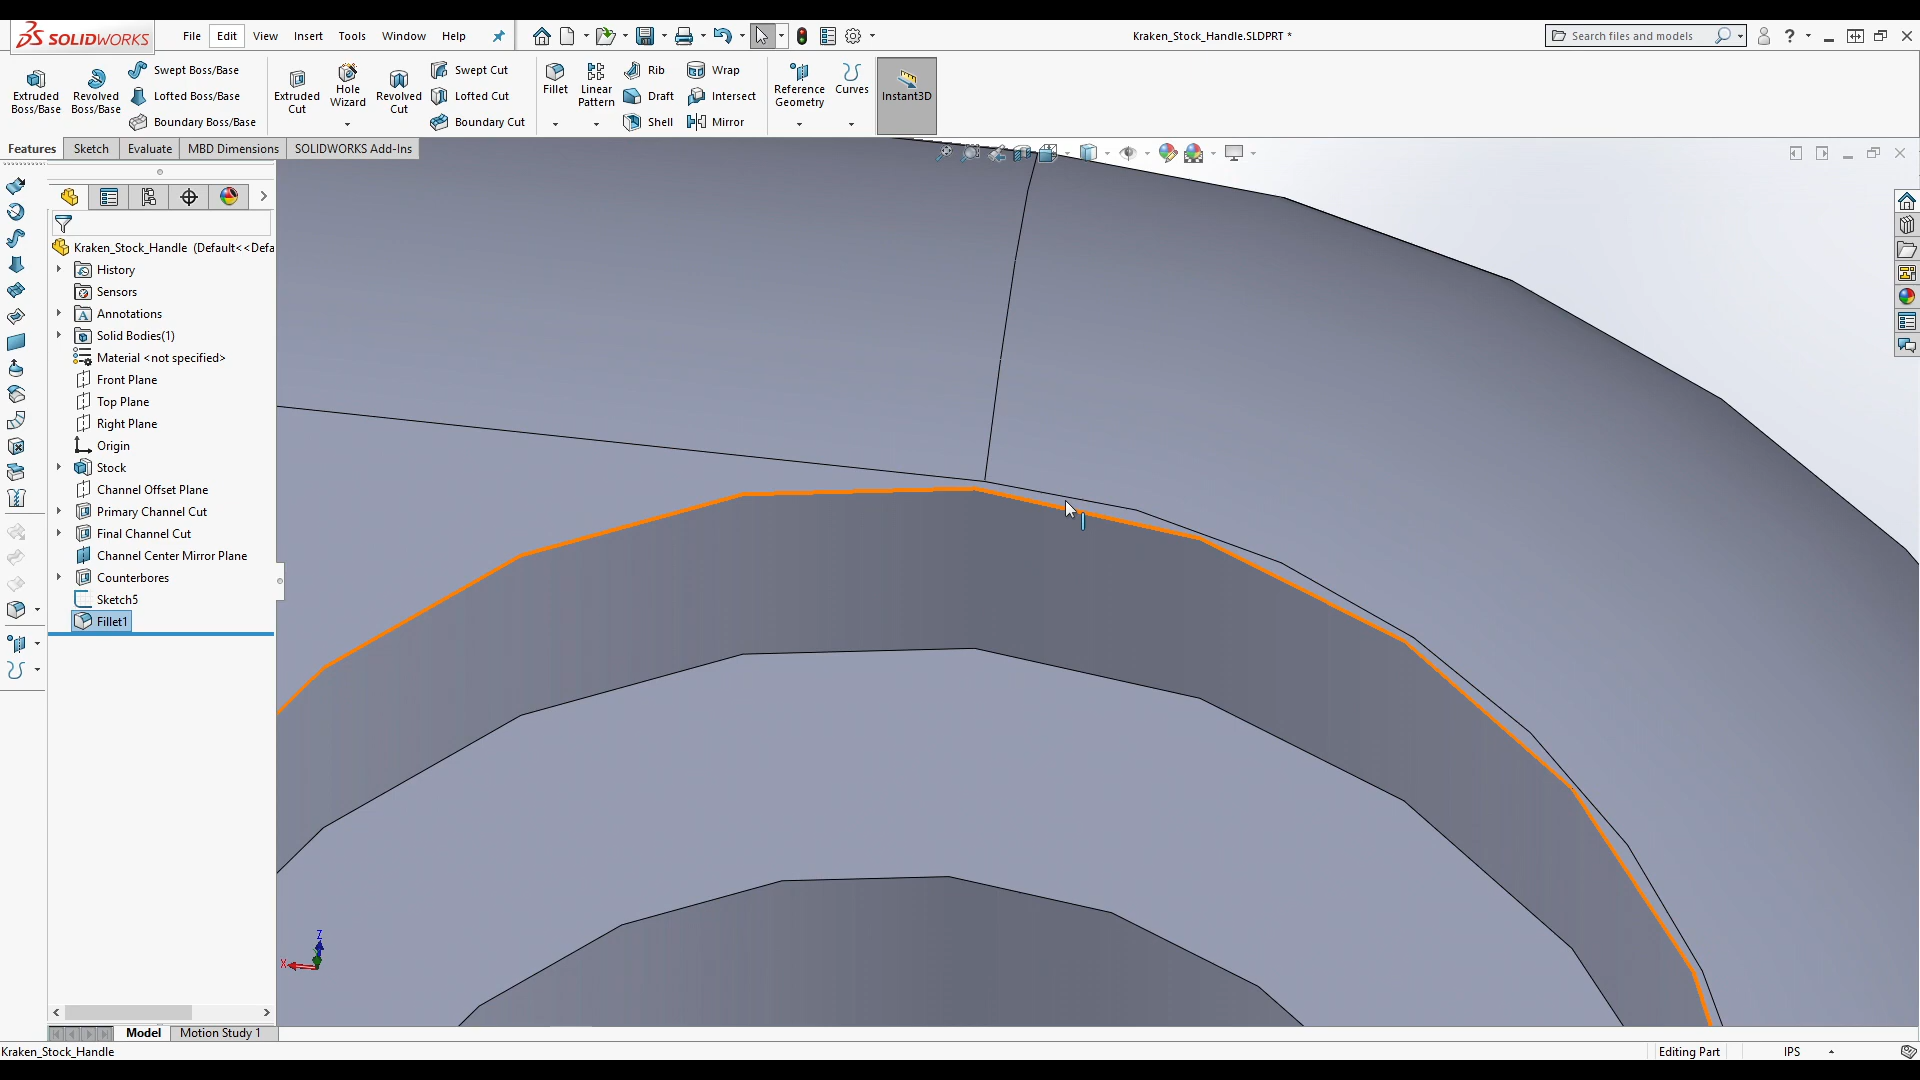 SOLIDWORKS
File Edit View Insert Tools Window Help
Kraken_Stock_Handle.SLDPRT *
Search files and models
?
Extruded Boss/Base
Revolved Boss/Base
Swept Boss/Base
Lofted Boss/Base
Boundary Boss/Base
Extruded Cut
Hole Wizard
Revolved Cut
Swept Cut
Lofted Cut
Boundary Cut
Fillet
Linear Pattern
Rib
Draft
Shell
Wrap
Intersect
Mirror
Reference Geometry
Curves
Instant3D
Features Sketch Evaluate MBD Dimensions SOLIDWORKS Add-Ins
Kraken_Stock_Handle (Default<<Defa
History
Sensors
Annotations
Solid Bodies(1)
Material <not specified>
Front Plane
Top Plane
Right Plane
Origin
Stock
Channel Offset Plane
Primary Channel Cut
Final Channel Cut
Channel Center Mirror Plane
Counterbores
Sketch5
Fillet1
Z
X
Model Motion Study 1
Kraken_Stock_Handle
Editing Part
IPS